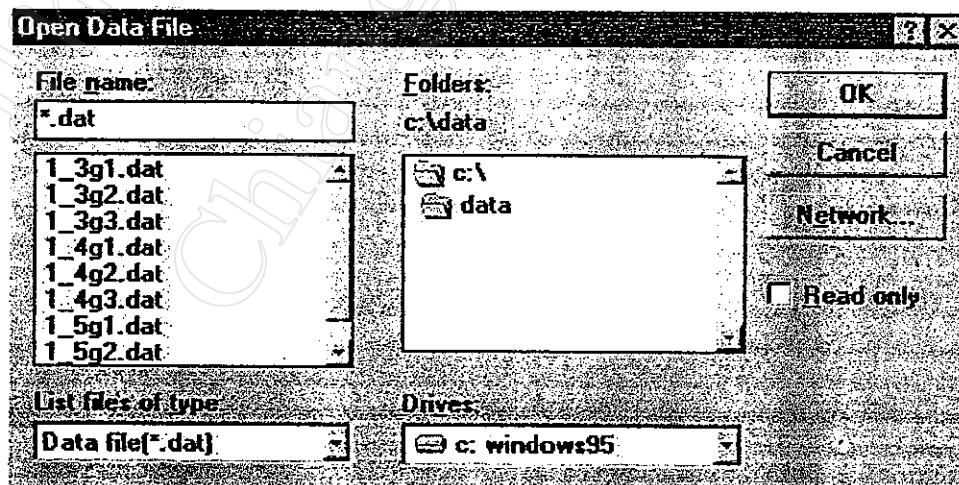 Open Data File
File name:
*.dat
1_3g1.dat
1_3g2.dat
1_3g3.dat
1_4g1.dat
1_4g2.dat
1_4g3.dat
1_5g1.dat
1_5g2.dat
List files of type:
Data file(*.dat)
Folders:
c:\data
c:\
data
Drives:
c: windows95
OK
Cancel
Network...
Read only
Chiang